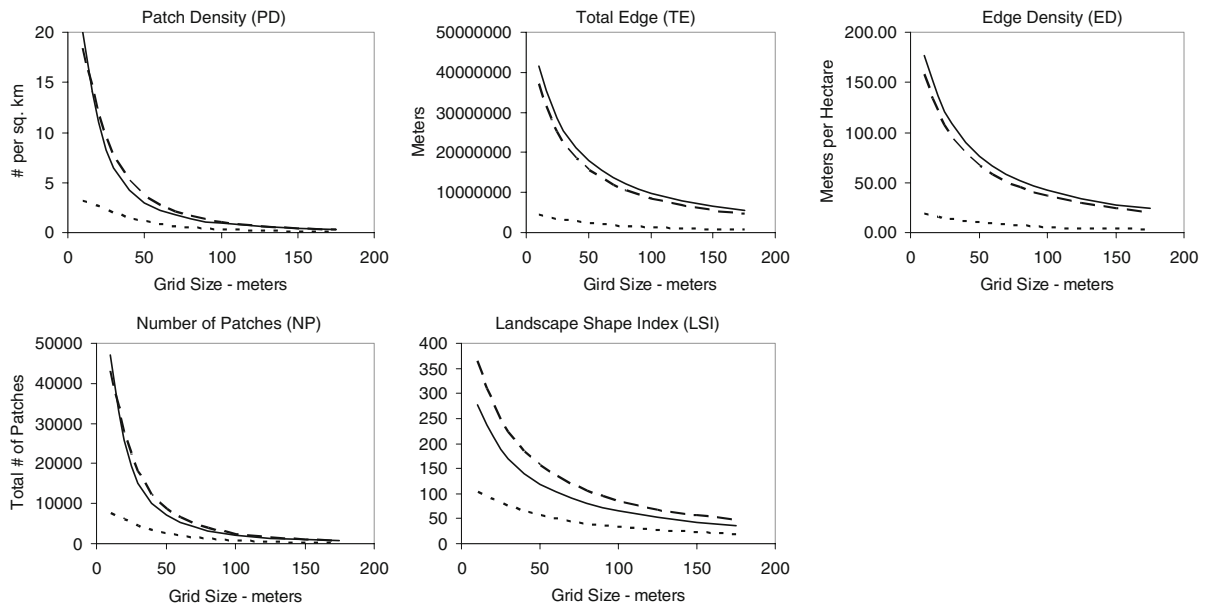 Patch Density (PD)
20
15
10
5
0
# per sq. km
0 50 100 150 200
Grid Size - meters
Total Edge (TE)
50000000
40000000
30000000
20000000
10000000
0
Meters
0 50 100 150 200
Gird Size - meters
Edge Density (ED)
200.00
150.00
100.00
50.00
0.00
Meters per Hectare
0 50 100 150 200
Grid Size - meters
Number of Patches (NP)
50000
40000
30000
20000
10000
0
Total # of Patches
0 50 100 150 200
Grid Size - meters
Landscape Shape Index (LSI)
400
350
300
250
200
150
100
50
0
0 50 100 150 200
Grid Size - meters